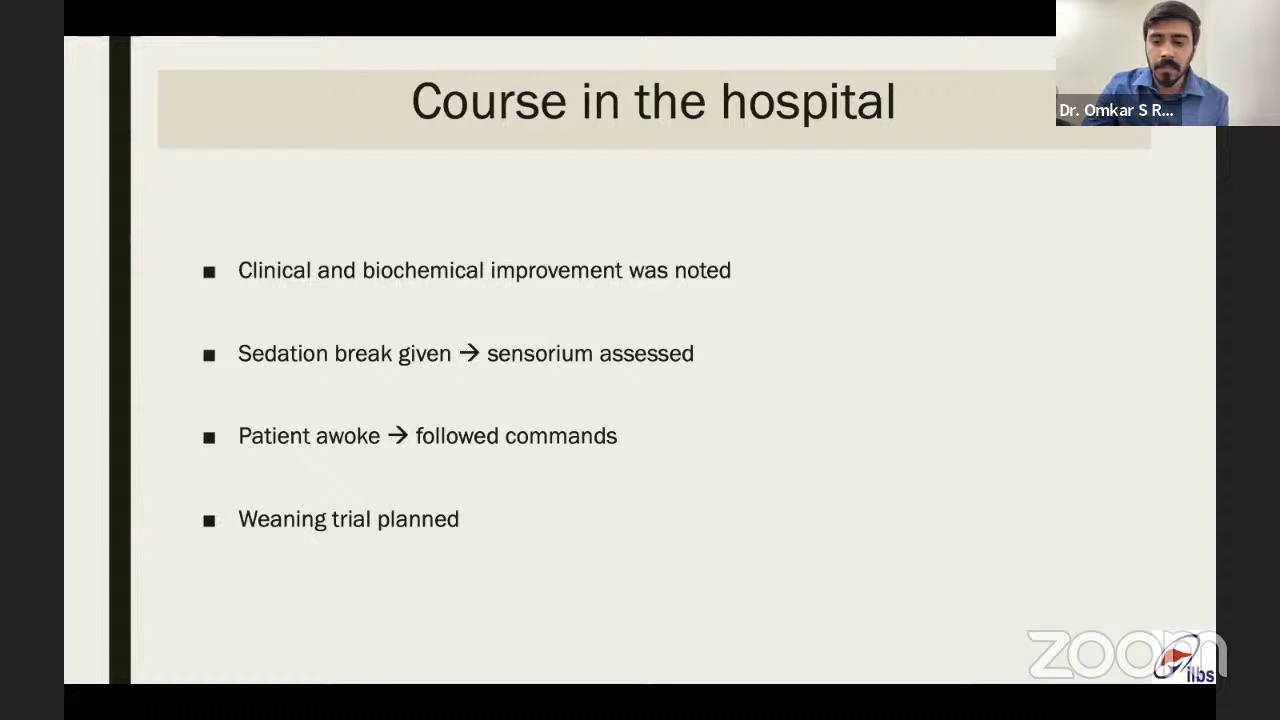 Course in the hospital
Dr. Omkar S R...
■ Clinical and biochemical improvement was noted
■ Sedation break given → sensorium assessed
■ Patient awoke → followed commands
■ Weaning trial planned
zoom
ilbs